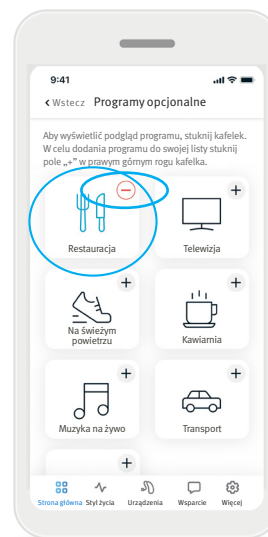 9:41
Wstecz Programy opcjonalne
Aby wyświetlić podgląd programu, stuknij kafelek.
W celu dodania programu do swojej listy stuknij
pole „+” w prawym górnym rogu kafelka.
Restauracja
Telewizja
Na świeżym
powietrzu
Kawiarnia
Muzyka na żywo
Transport
Strona główna Styl życia Urządzenia Wsparcie Więcej